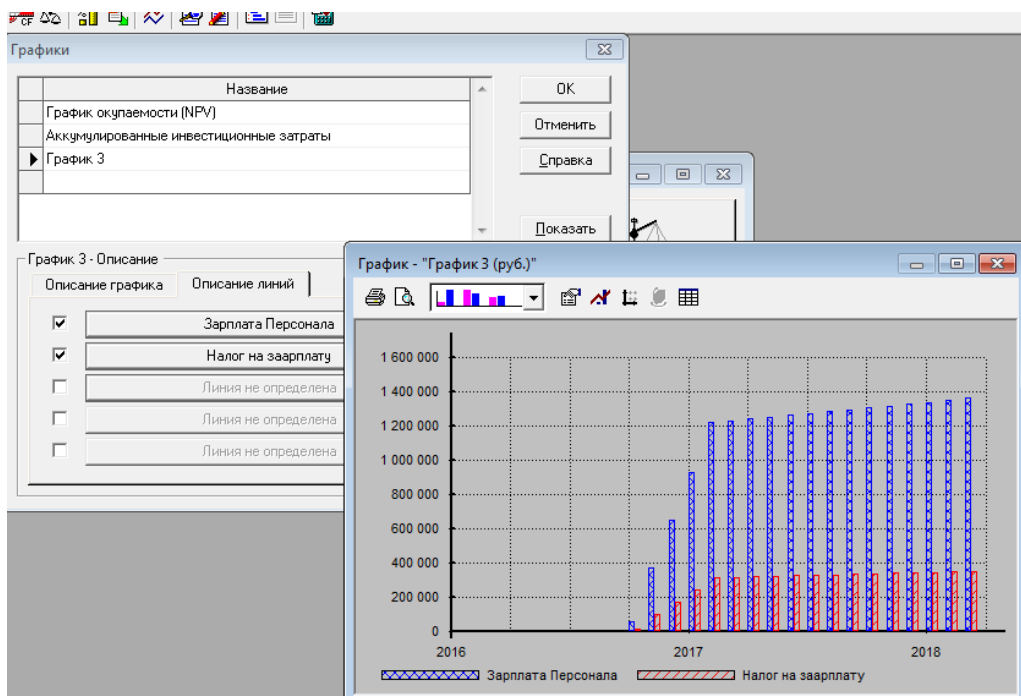 CF
Графики
Название
График окупаемости (NPV)
Аккумулированные инвестиционные затраты
График 3
ОК
Отменить
Справка
Показать
График 3 - Описание
Описание графика
Описание линий
Зарплата Персонала
Налог на заарплату
Линия не определена
Линия не определена
Линия не определена
График - "График 3 (руб.)"
1 600 000
1 400 000
1 200 000
1 000 000
800 000
600 000
400 000
200 000
0
2016 2017 2018
Зарплата Персонала Налог на заарплату